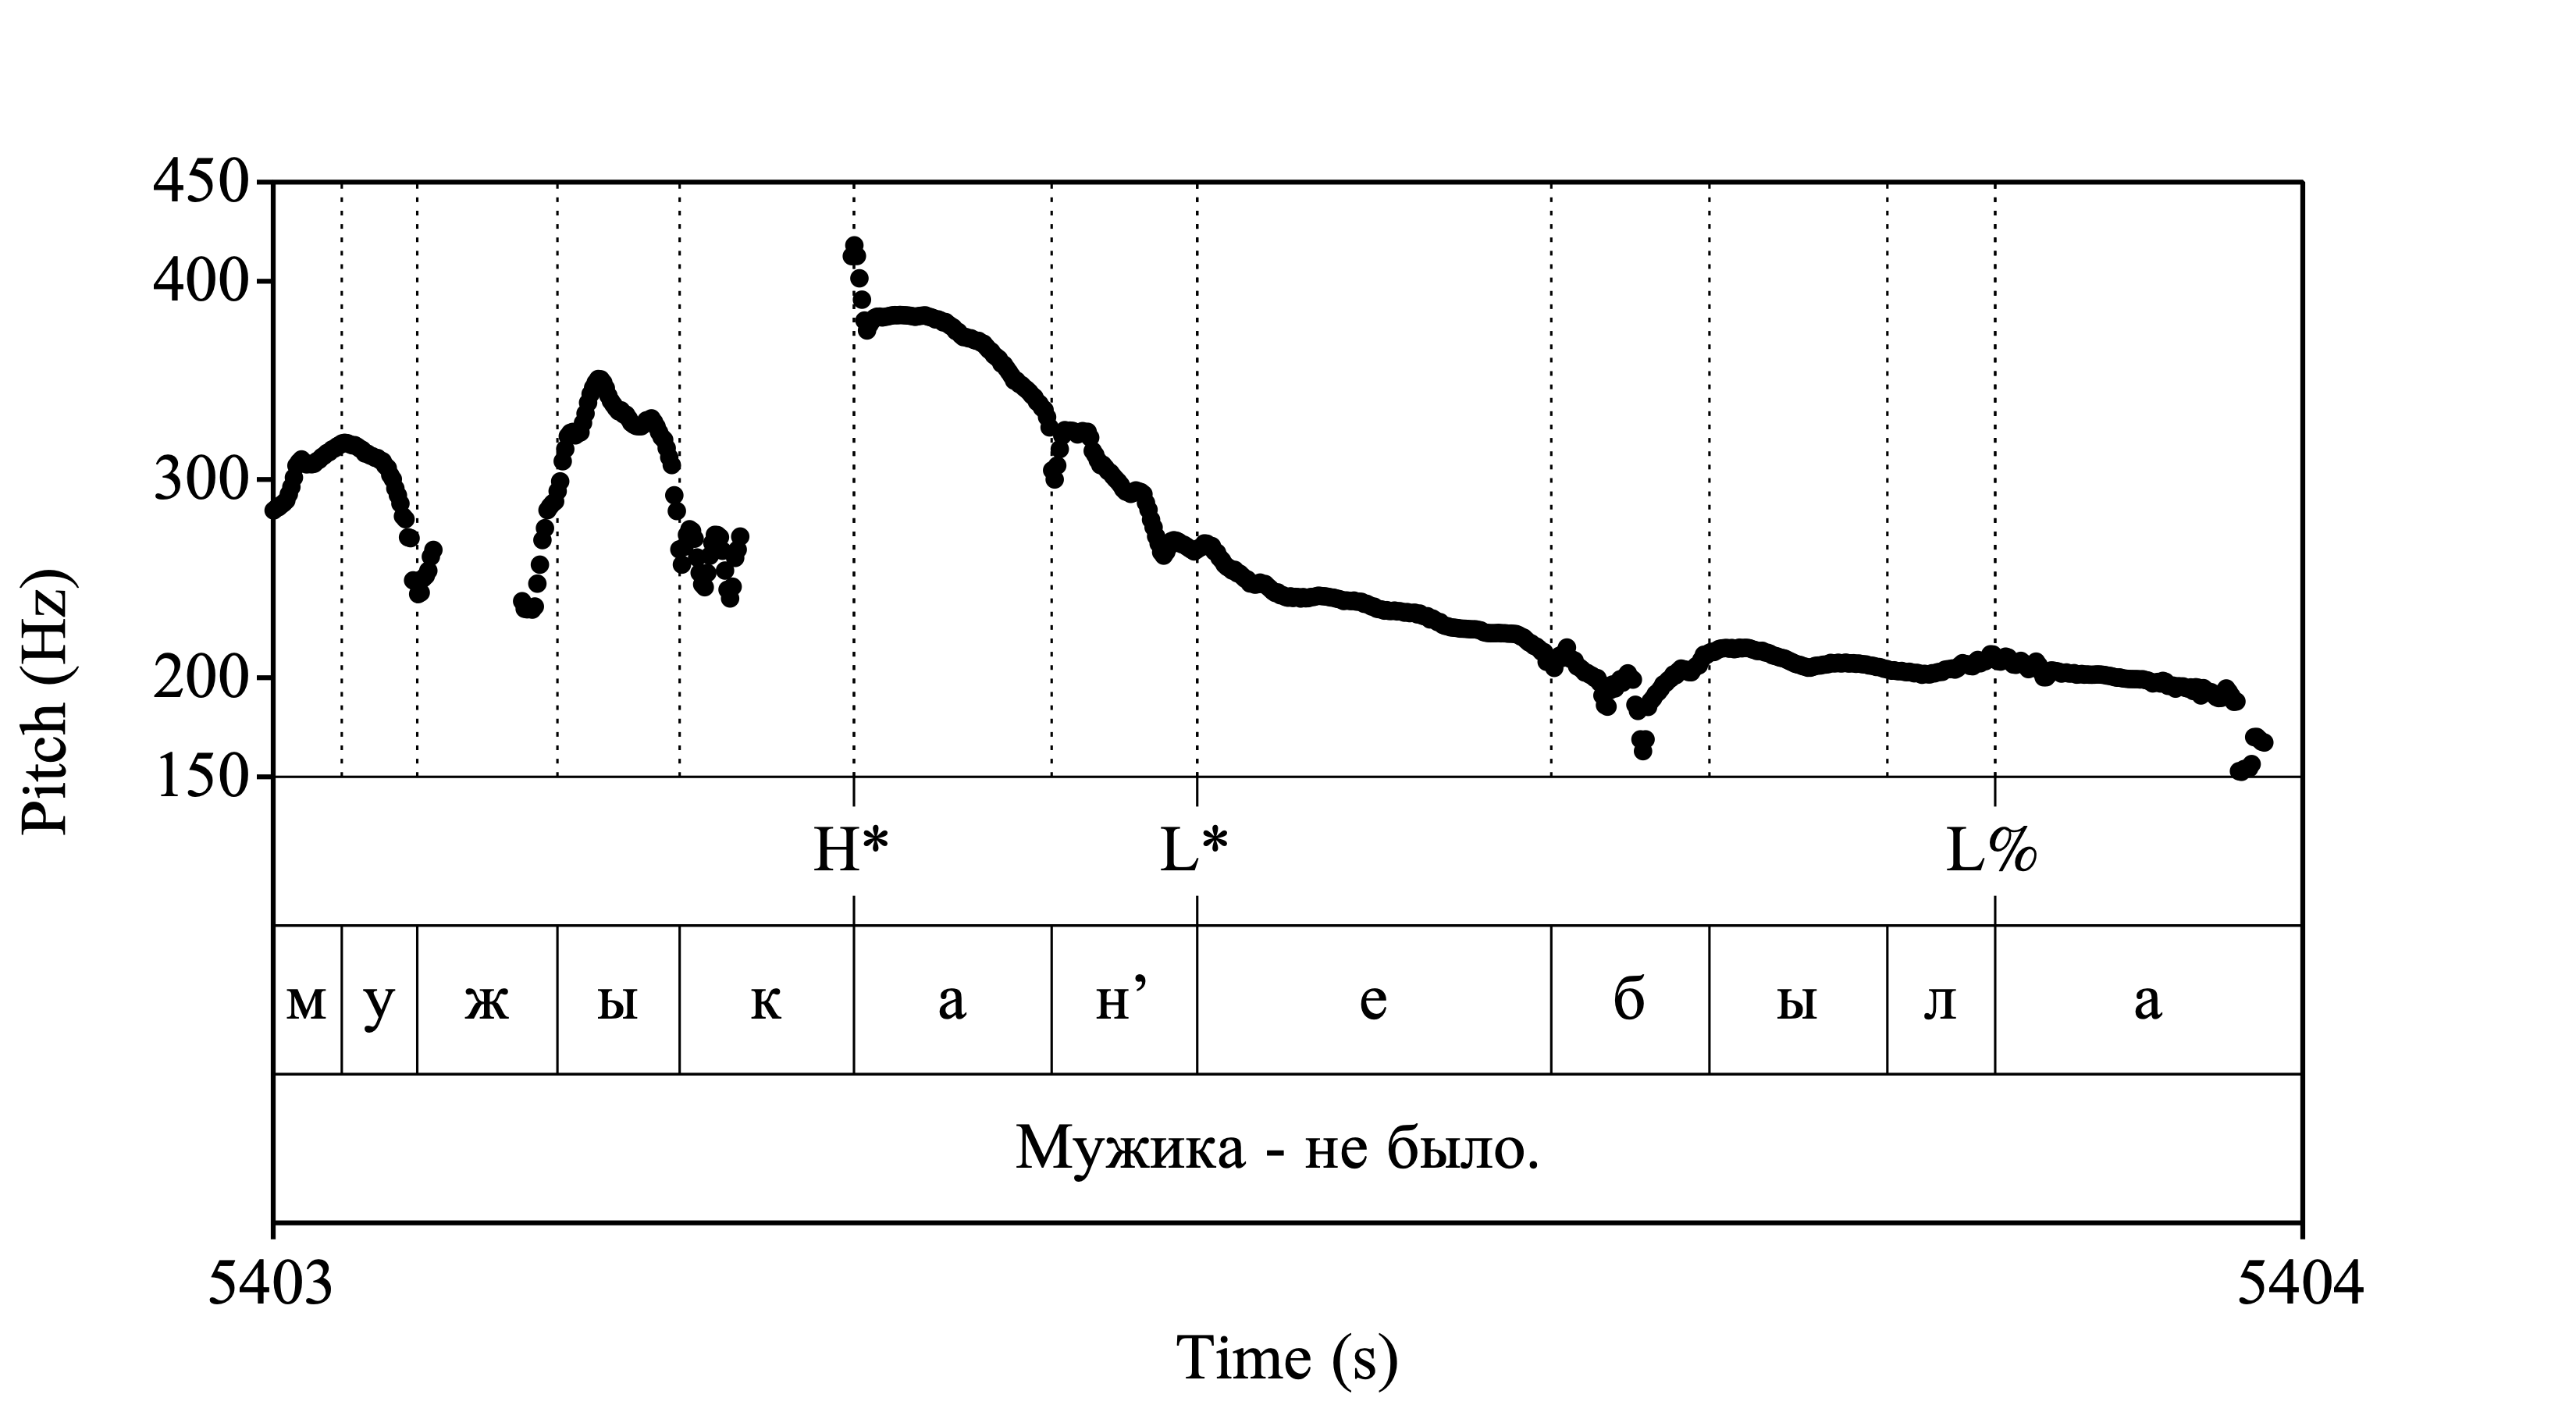 450
400
300
200
150
Pitch (Hz)
H* L* L%
м у ж ы к а н’ е б ы л а
Мужика - не было.
5403 5404
Time (s)